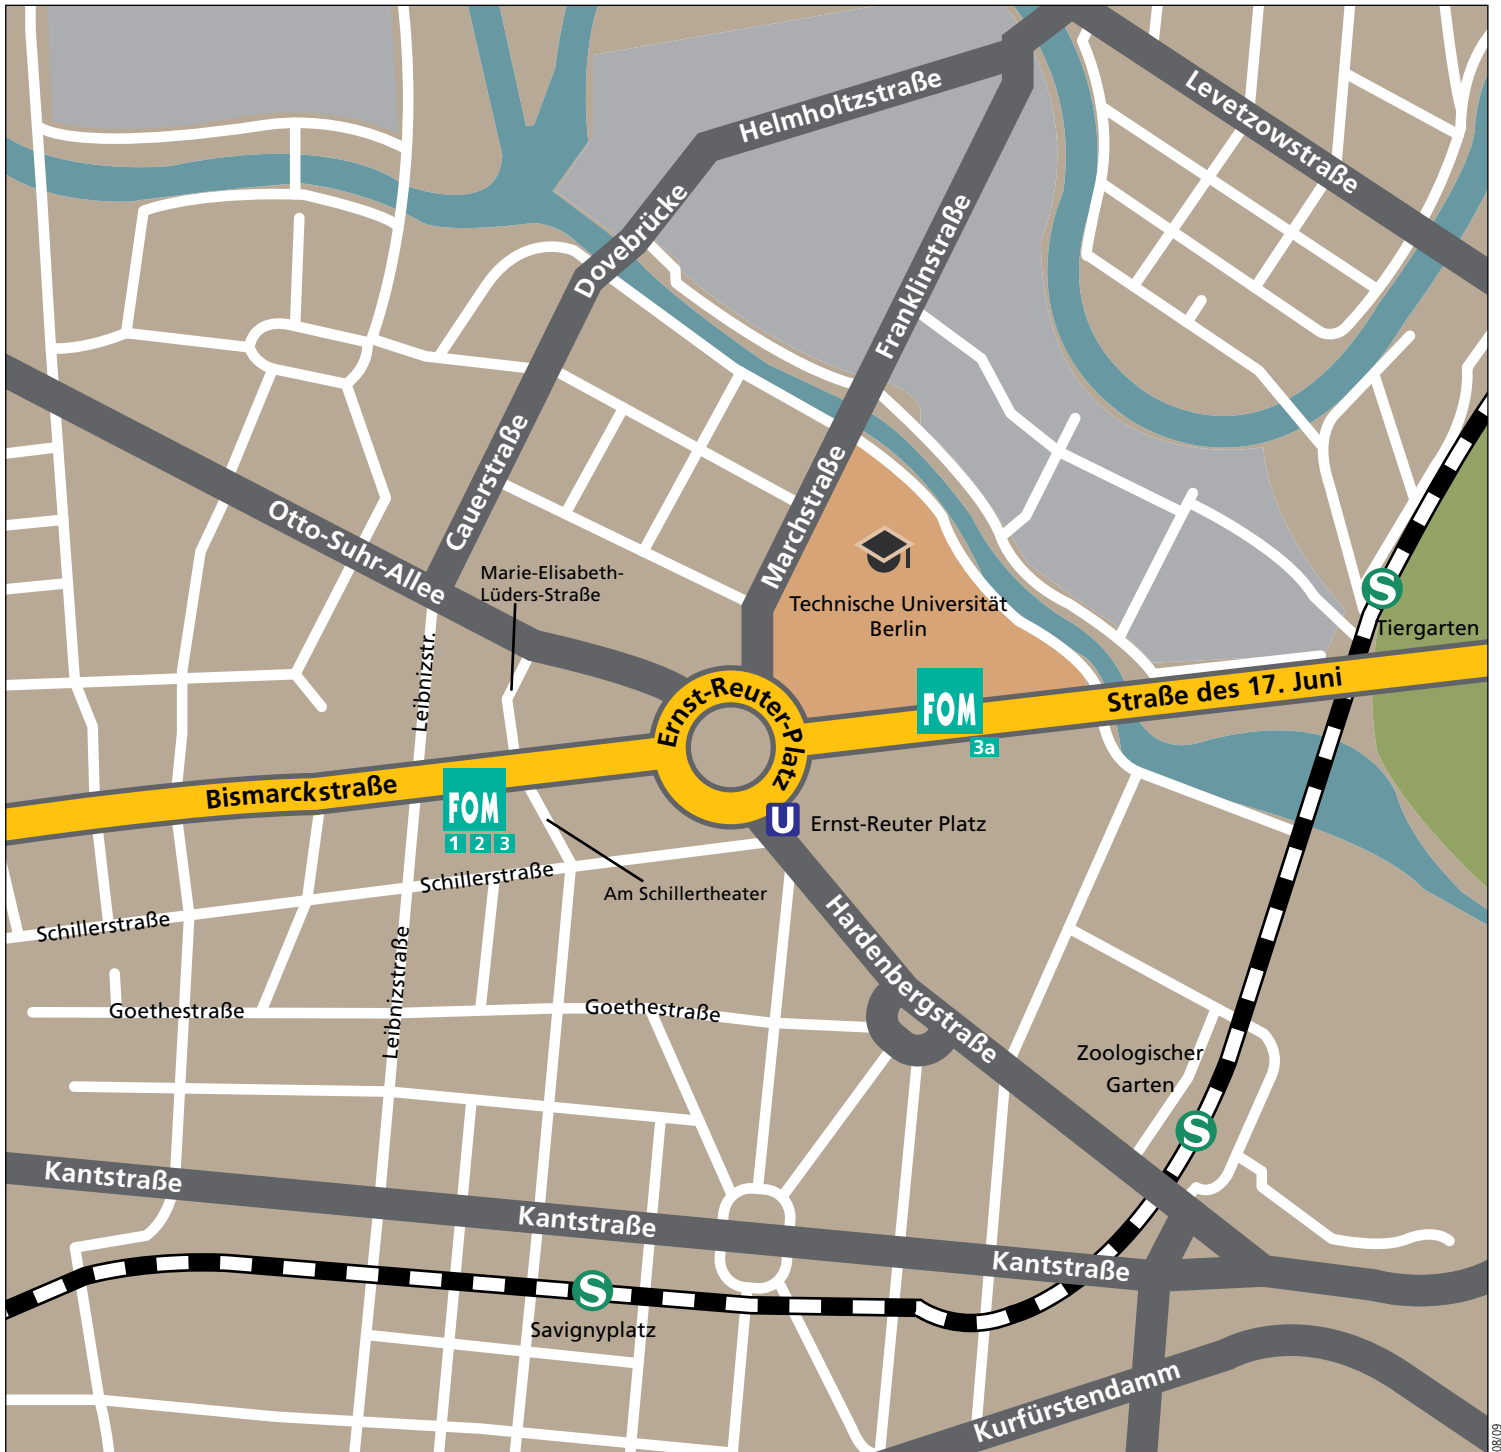 Levetzowstraße
Helmholtzstraße
Dovebrücke
Franklinstraße
Cauerstraße
Marchstraße
Otto-Suhr-Allee
Marie-Elisabeth-
Lüders-Straße
Technische Universität
Berlin
S
Tiergarten
Leibnizstr.
Ernst-Reuter-Platz
FOM
3a
Straße des 17. Juni
Bismarckstraße
FOM
1 2 3
U
Ernst-Reuter Platz
Schillerstraße
Am Schillertheater
Schillerstraße
Hardenbergstraße
Leibnizstraße
Goethestraße
Goethestraße
Zoologischer
Garten
S
Kantstraße
Kantstraße
Kantstraße
S
Savignyplatz
Kurfürstendamm
08/09